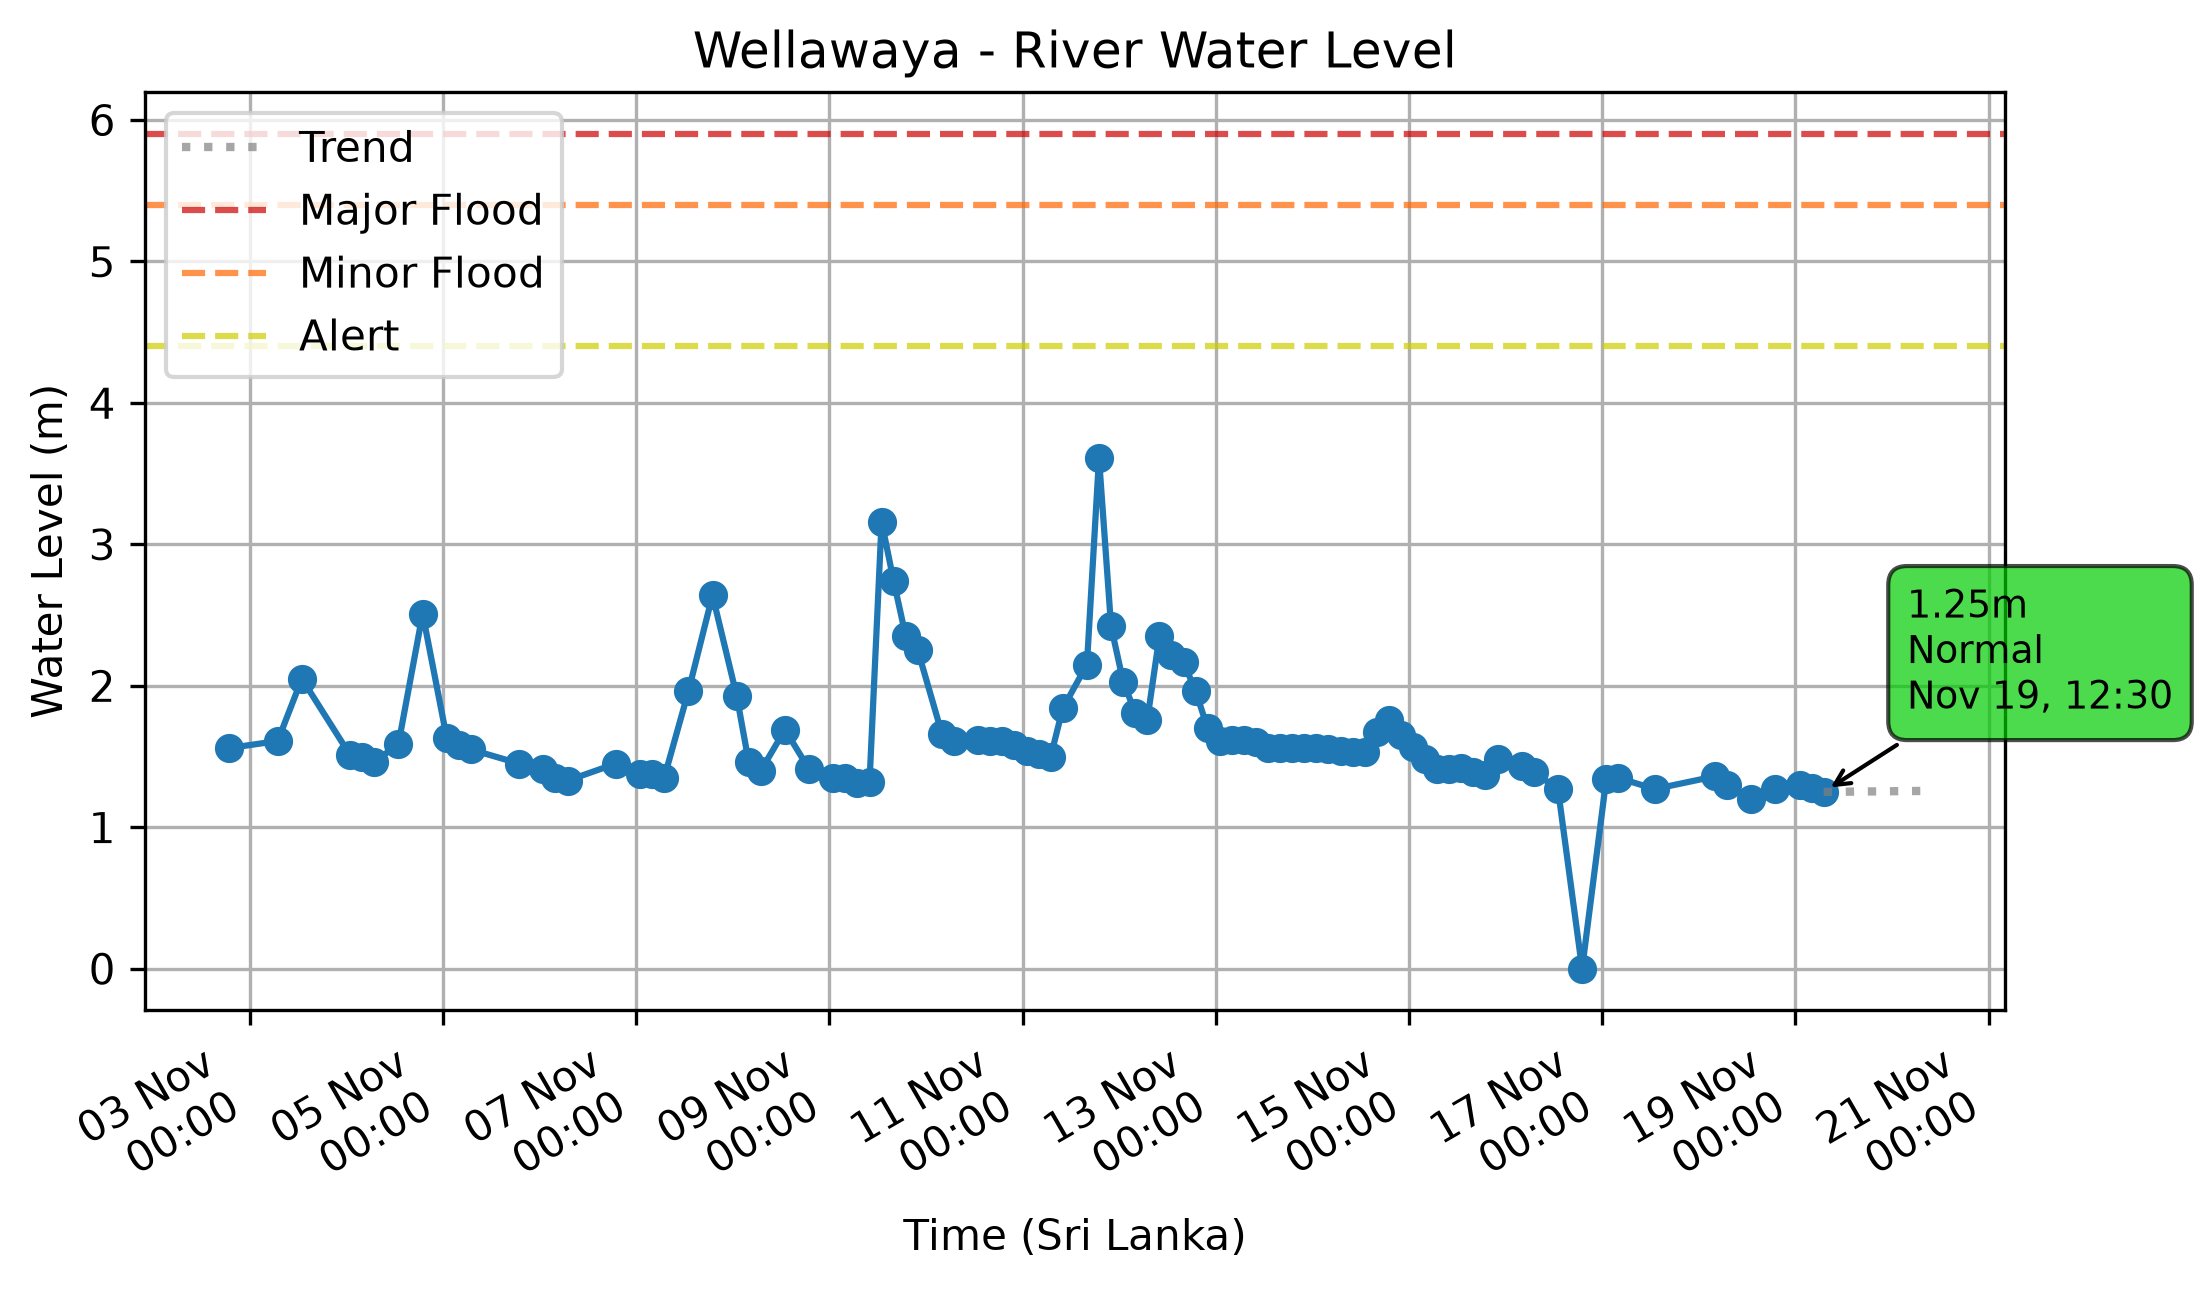 Wellawaya - River Water Level
Trend
Major Flood
Minor Flood
Alert
6
5
4
3
2
1
0
Water Level (m)
1.25m
Normal
Nov 19, 12:30
03 Nov
00:00
05 Nov
00:00
07 Nov
00:00
09 Nov
00:00
11 Nov
00:00
13 Nov
00:00
15 Nov
00:00
17 Nov
00:00
19 Nov
00:00
21 Nov
00:00
Time (Sri Lanka)